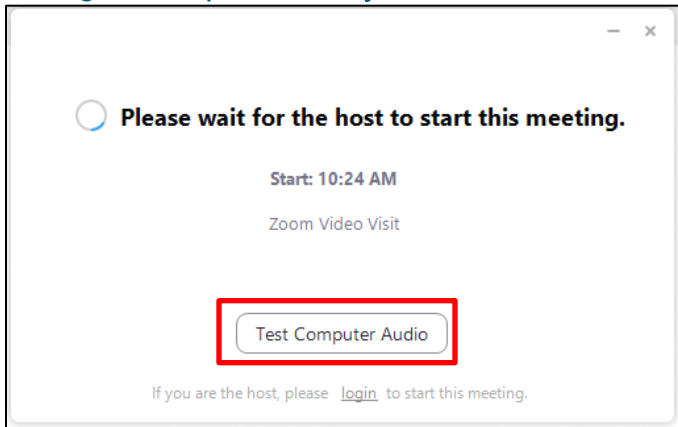 Please wait for the host to start this meeting.
Start: 10:24 AM
Zoom Video Visit
Test Computer Audio
If you are the host, please login to start this meeting.